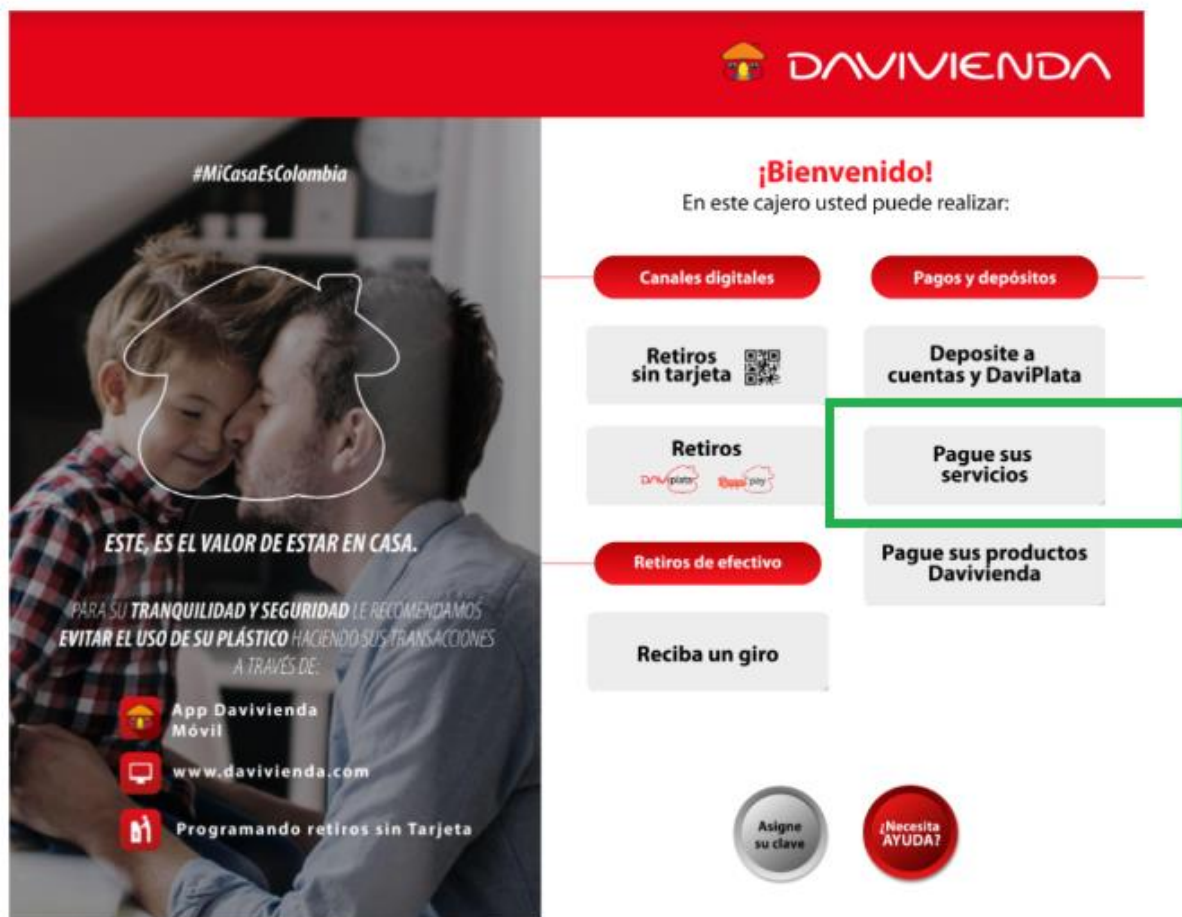 DAVIVIENDA
#MiCasaEsColombia
ESTE, ES EL VALOR DE ESTAR EN CASA.
PARA SU TRANQUILIDAD Y SEGURIDAD LE RECOMENDAMOS
EVITAR EL USO DE SU PLÁSTICO HACIENDO SUS TRANSACCIONES
A TRAVÉS DE:
App Davivienda
Móvil
www.davivienda.com
Programando retiros sin Tarjeta
¡Bienvenido!
En este cajero usted puede realizar:
Canales digitales
Retiros
sin tarjeta
Retiros
DAVIplata
Rappi pay
Retiros de efectivo
Reciba un giro
Pagos y depósitos
Deposite a
cuentas y DaviPlata
Pague sus
servicios
Pague sus productos
Davivienda
Asigne
su clave
¿Necesita
AYUDA?